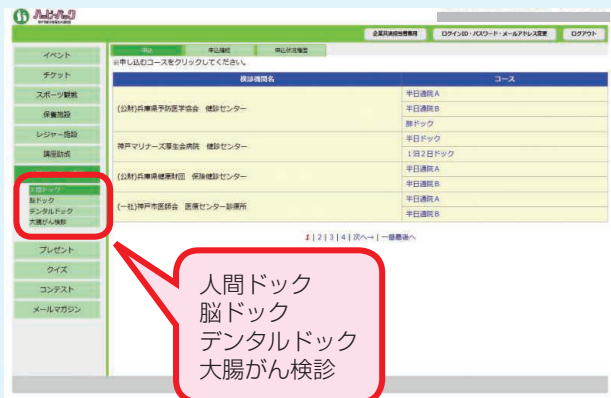 ハッピーパック
企業共済担当者専用 ログインID・パスワード・メールアドレス変更 ログアウト
申込 申込履歴 申込状況確認
※申し込むコースをクリックしてください。
イベント
チケット
スポーツ観戦
保養施設
レジャー施設
講座助成
人間ドック
脳ドック
デンタルドック
大腸がん検診
プレゼント
クイズ
コンテスト
メールマガジン
検診機関名 コース
(公財)兵庫県予防医学協会 健診センター
半日通院A
半日通院B
肺ドック
神戸マリナーズ厚生会病院 健診センター
半日ドック
1泊2日ドック
(公財)兵庫県健康財団 保険健診センター
半日通院A
半日通院B
(一社)神戸市医師会 医療センター診療所
半日通院A
半日通院B
1 | 2 | 3 | 4 | 次へ→ | 一番最後へ
人間ドック
脳ドック
デンタルドック
大腸がん検診